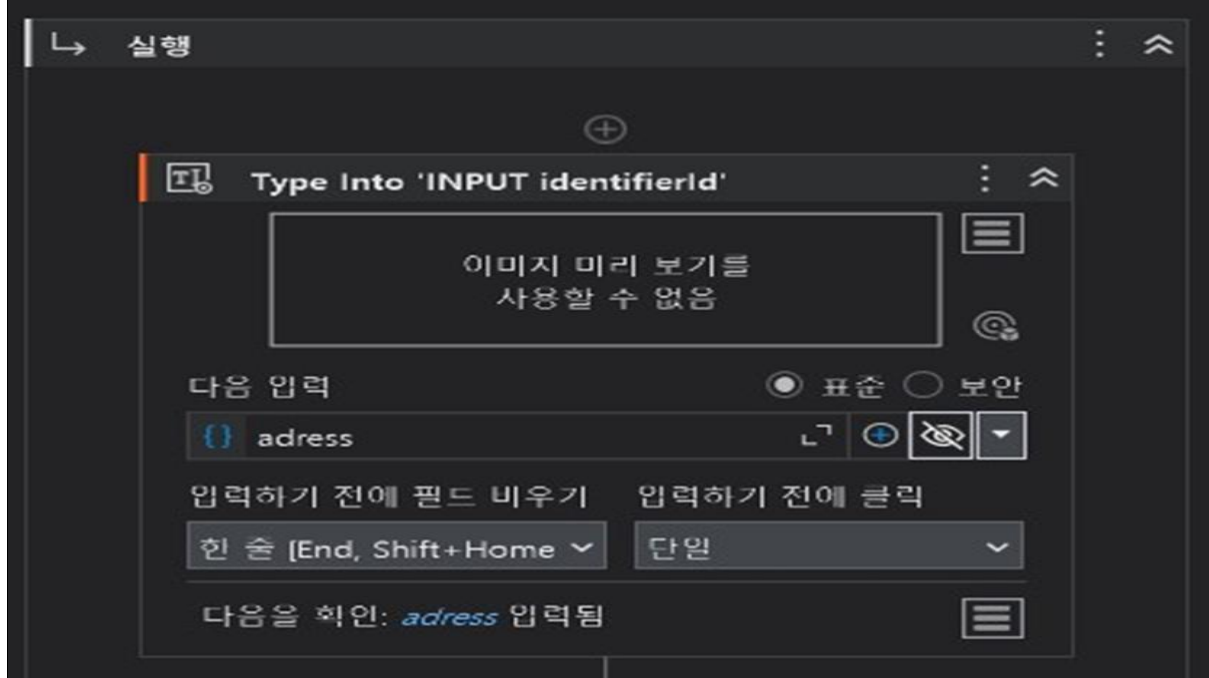 실행
Type Into 'INPUT identifierId'
이미지 미리 보기를
사용할 수 없음
다음 입력 표준 보안
adress
입력하기 전에 필드 비우기 입력하기 전에 클릭
한 줄 [End, Shift+Home 단일
다음을 확인: adress 입력됨